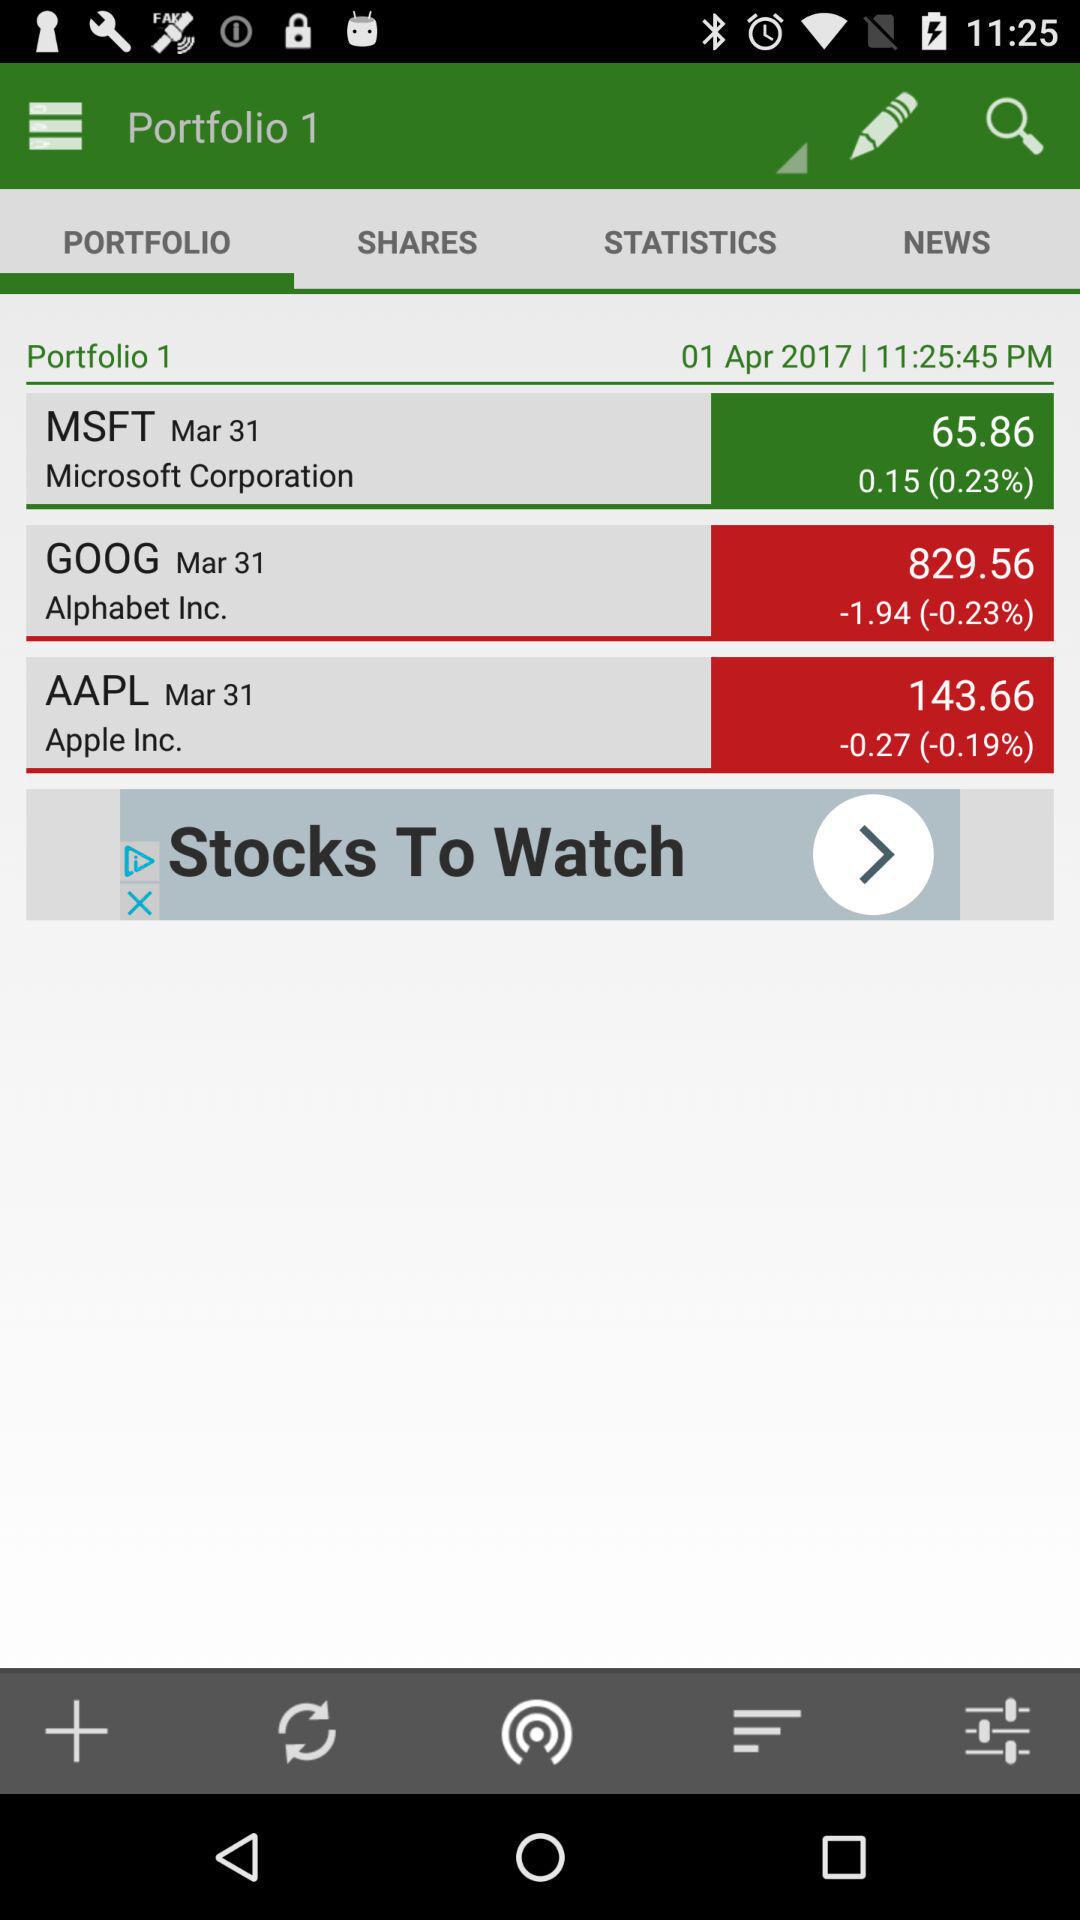 FAKE
11:25
Portfolio 1
PORTFOLIO SHARES STATISTICS NEWS
Portfolio 1 01 Apr 2017 | 11:25:45 PM
MSFT Mar 31 65.86
Microsoft Corporation 0.15 (0.23%)
GOOG Mar 31 829.56
Alphabet Inc. -1.94 (-0.23%)
AAPL Mar 31 143.66
Apple Inc. -0.27 (-0.19%)
Stocks To Watch